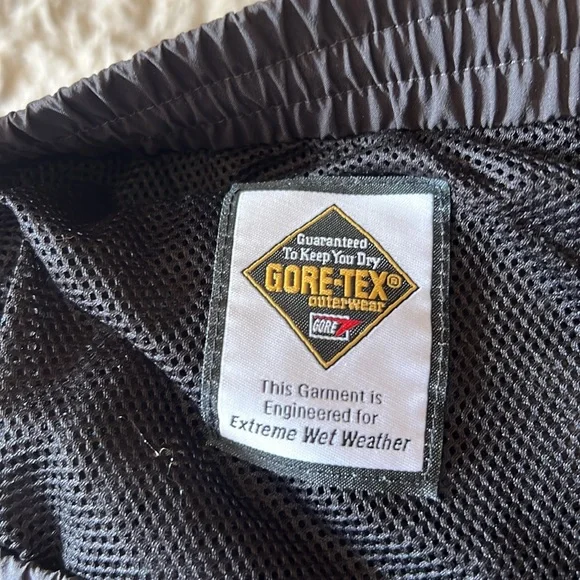 Guaranteed
To Keep You Dry
GORE-TEX®
outerwear
GORE
This Garment is
Engineered for
Extreme Wet Weather